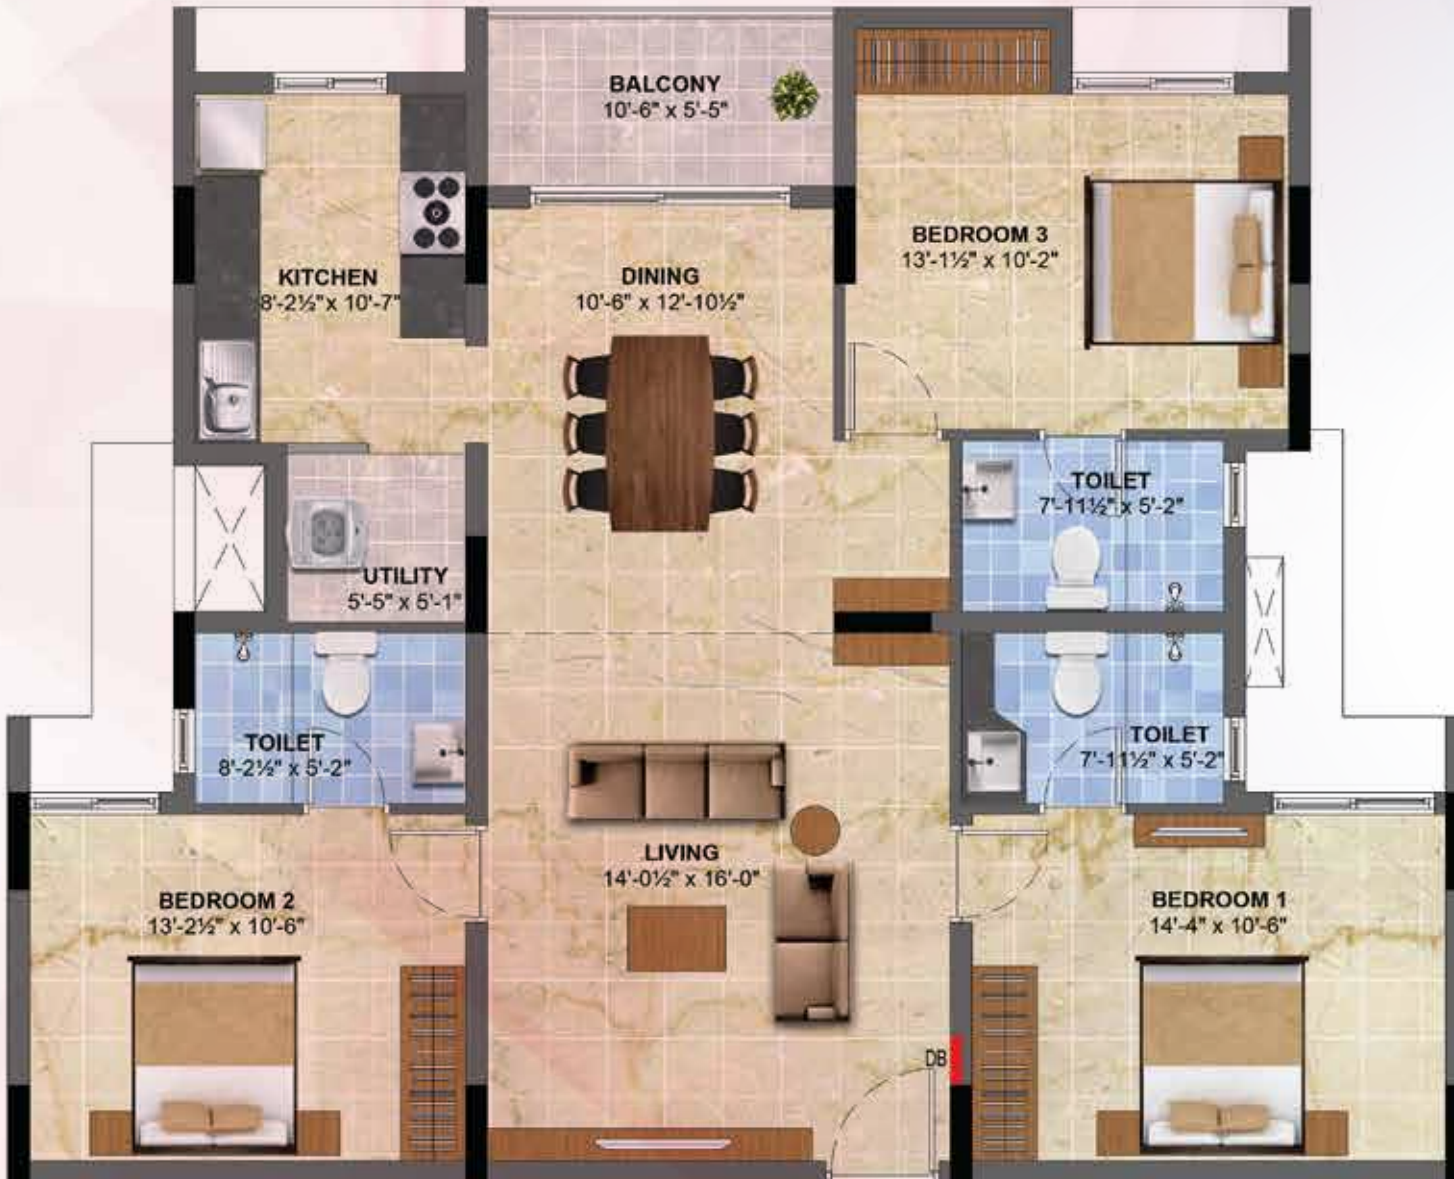 BALCONY
10'-6" x 5'-5"
BEDROOM 3
13'-1½" x 10'-2"
KITCHEN
8'-2½" x 10'-7"
DINING
10'-6" x 12'-10½"
TOILET
7'-11½" x 5'-2"
UTILITY
5'-5" x 5'-1"
TOILET
8'-2½" x 5'-2"
TOILET
7'-11½" x 5'-2"
LIVING
14'-0½" x 16'-0"
BEDROOM 2
13'-2½" x 10'-6"
BEDROOM 1
14'-4" x 10'-6"
DB